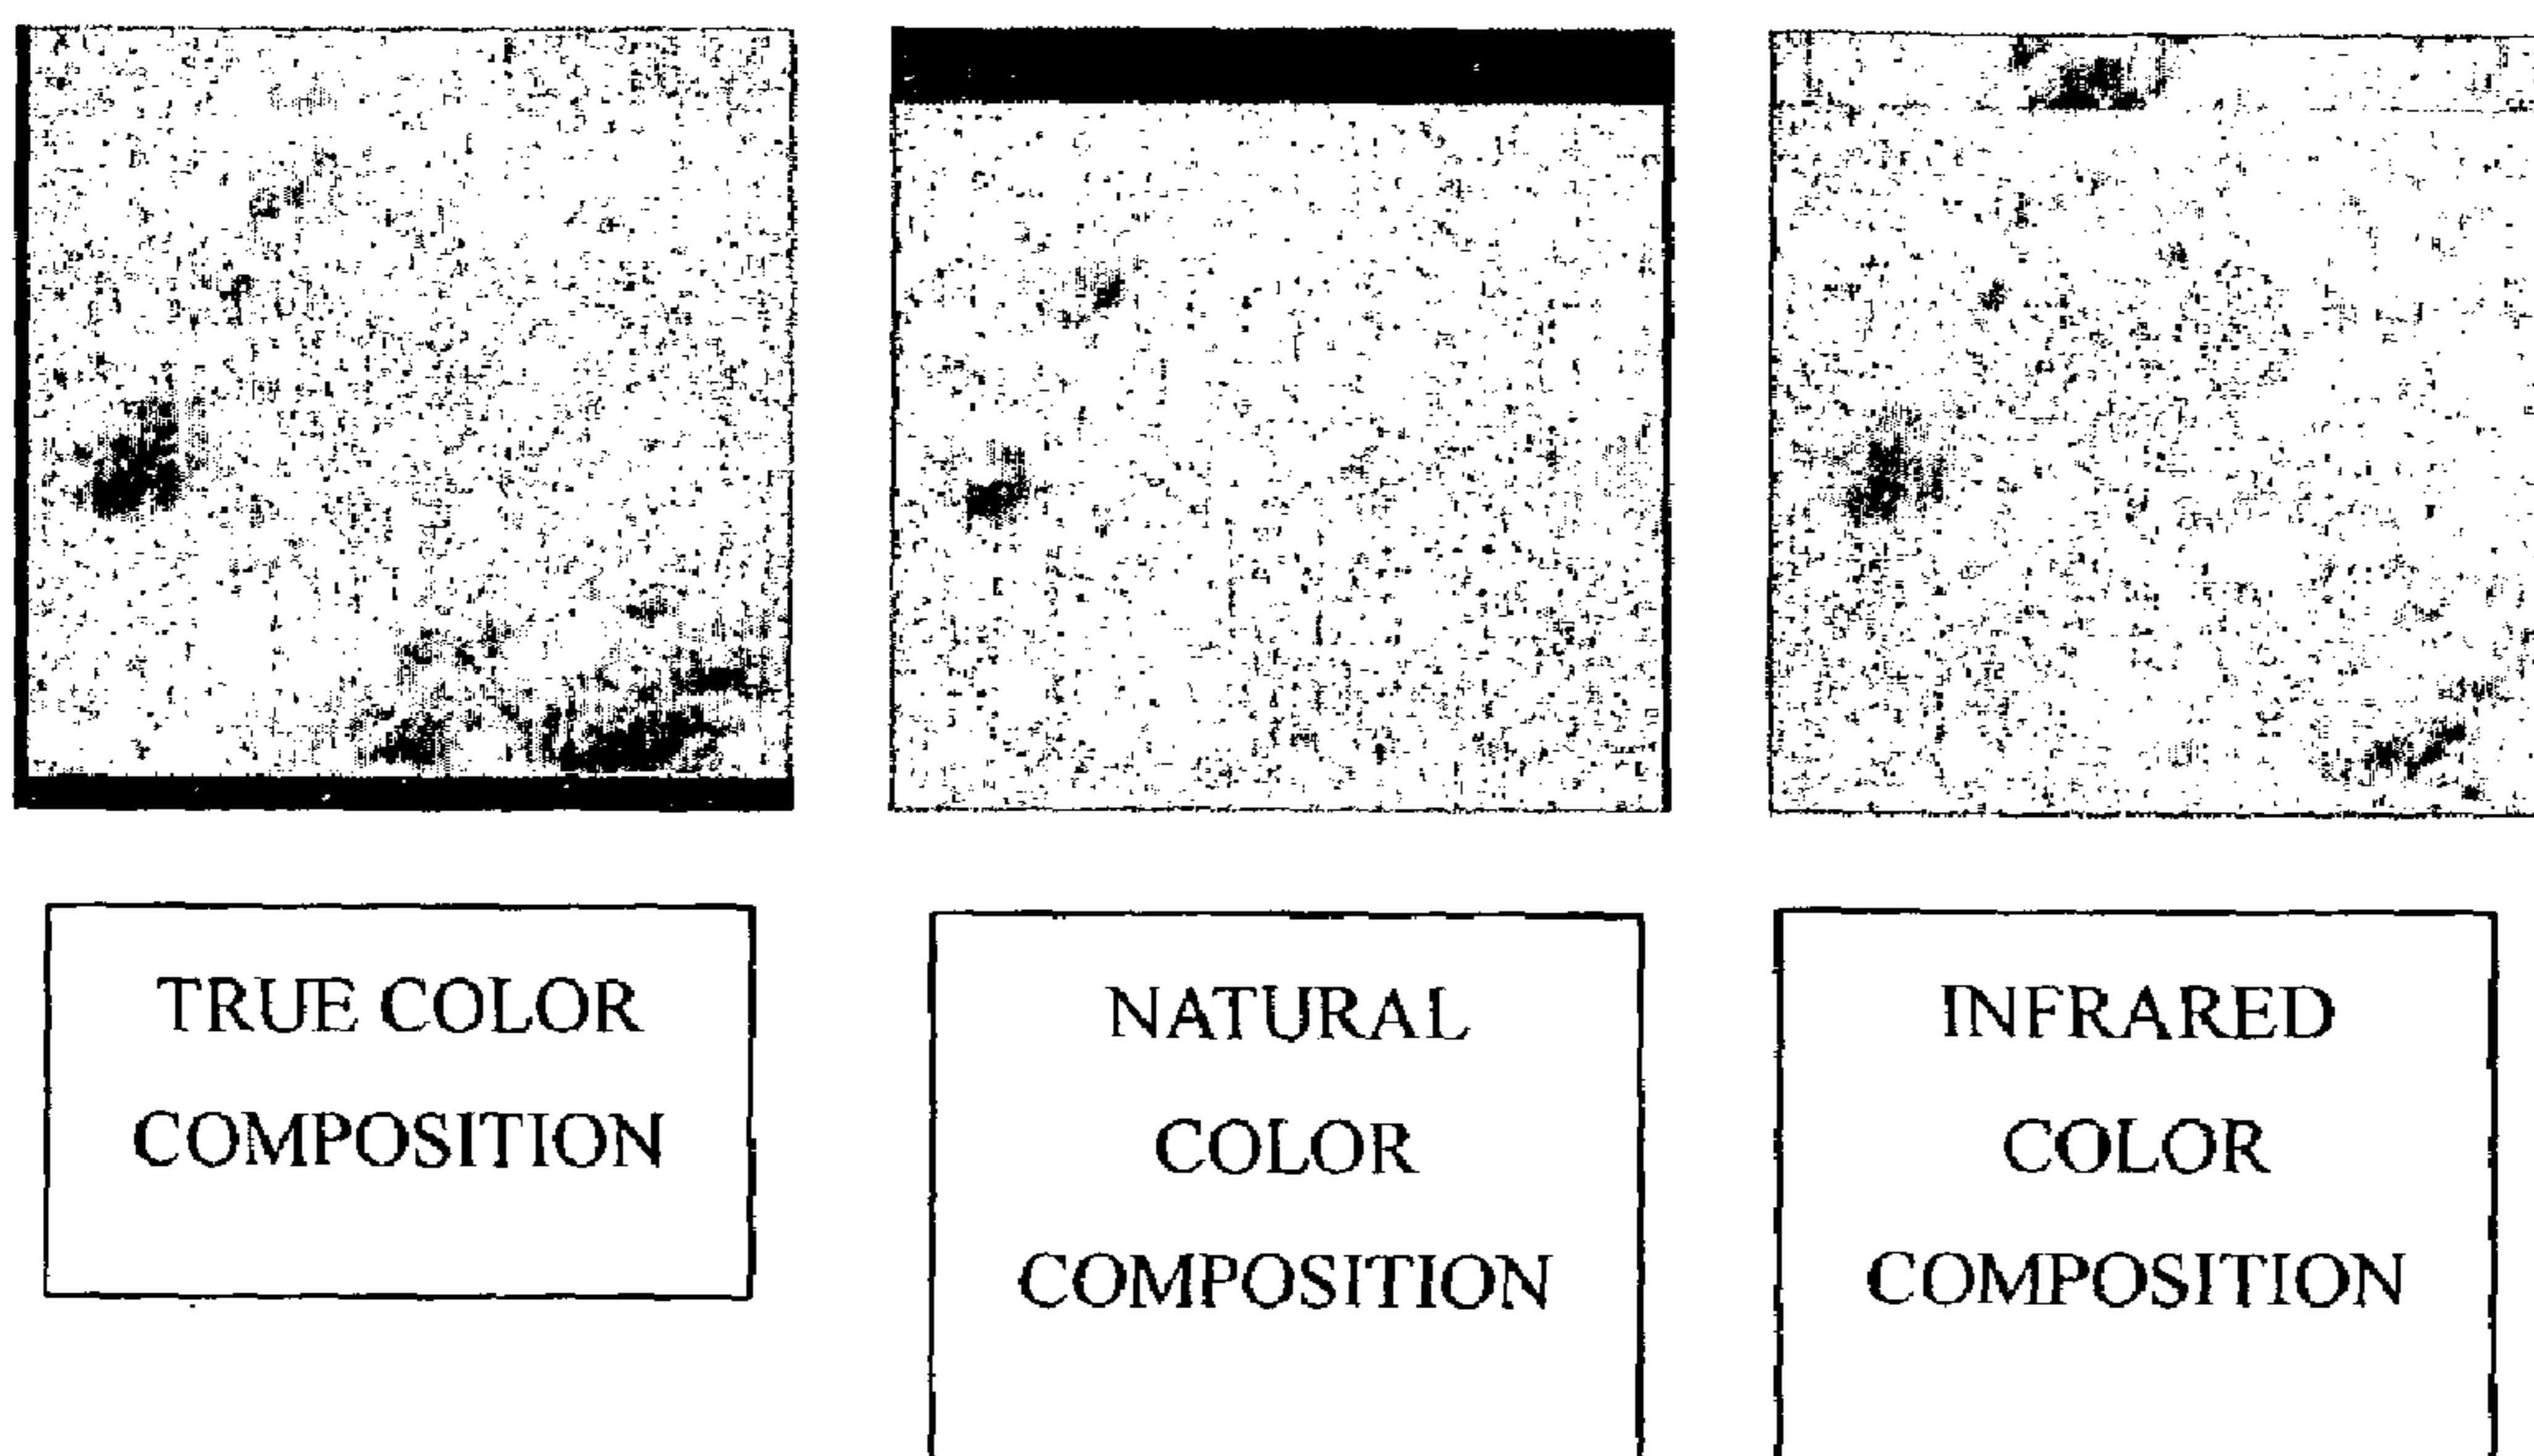 TRUE COLOR
COMPOSITION
NATURAL
COLOR
COMPOSITION
INFRARED
COLOR
COMPOSITION